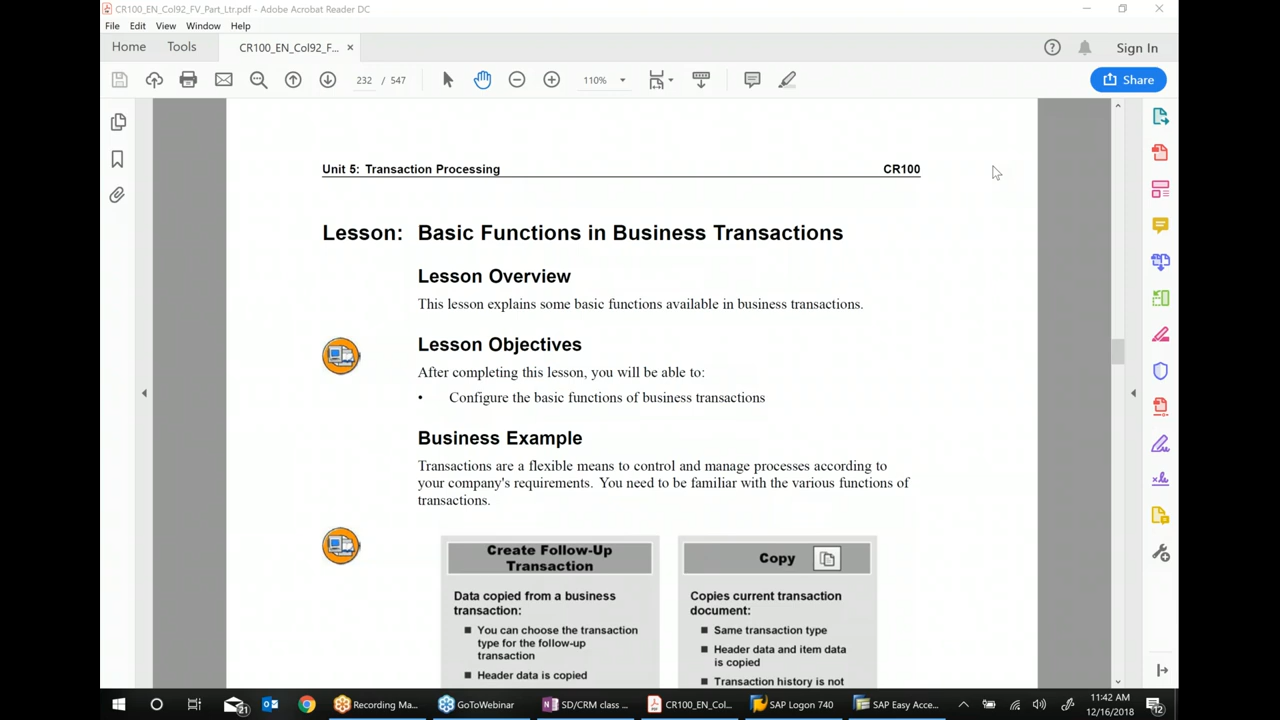 CR100_EN_Col92_FV_Part_Ltr.pdf - Adobe Acrobat Reader DC
File Edit View Window Help
Home Tools CR100_EN_Col92_F... × Sign In
232 / 547 110% Share
Unit 5: Transaction Processing CR100
Lesson: Basic Functions in Business Transactions
Lesson Overview
This lesson explains some basic functions available in business transactions.
Lesson Objectives
After completing this lesson, you will be able to:
• Configure the basic functions of business transactions
Business Example
Transactions are a flexible means to control and manage processes according to
your company's requirements. You need to be familiar with the various functions of
transactions.
Create Follow-Up
Transaction
Data copied from a business
transaction:
■ You can choose the transaction
type for the follow-up
transaction
■ Header data is copied
Copy
Copies current transaction
document:
■ Same transaction type
■ Header data and item data
is copied
■ Transaction history is not
21 Recording Ma... GoToWebinar SD/CRM class ... CR100_EN_Col... SAP Logon 740 SAP Easy Acce...
11:42 AM
12/16/2018
12